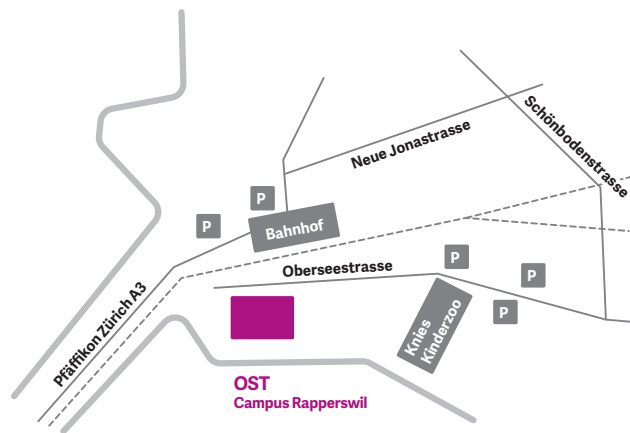 Neue Jonastrasse
Schönbodenstrasse
P
P
Bahnhof
P
Oberseestrasse
P
P
Pfäffikon Zürich A3
Knies
Kinderzoo
OST
Campus Rapperswil